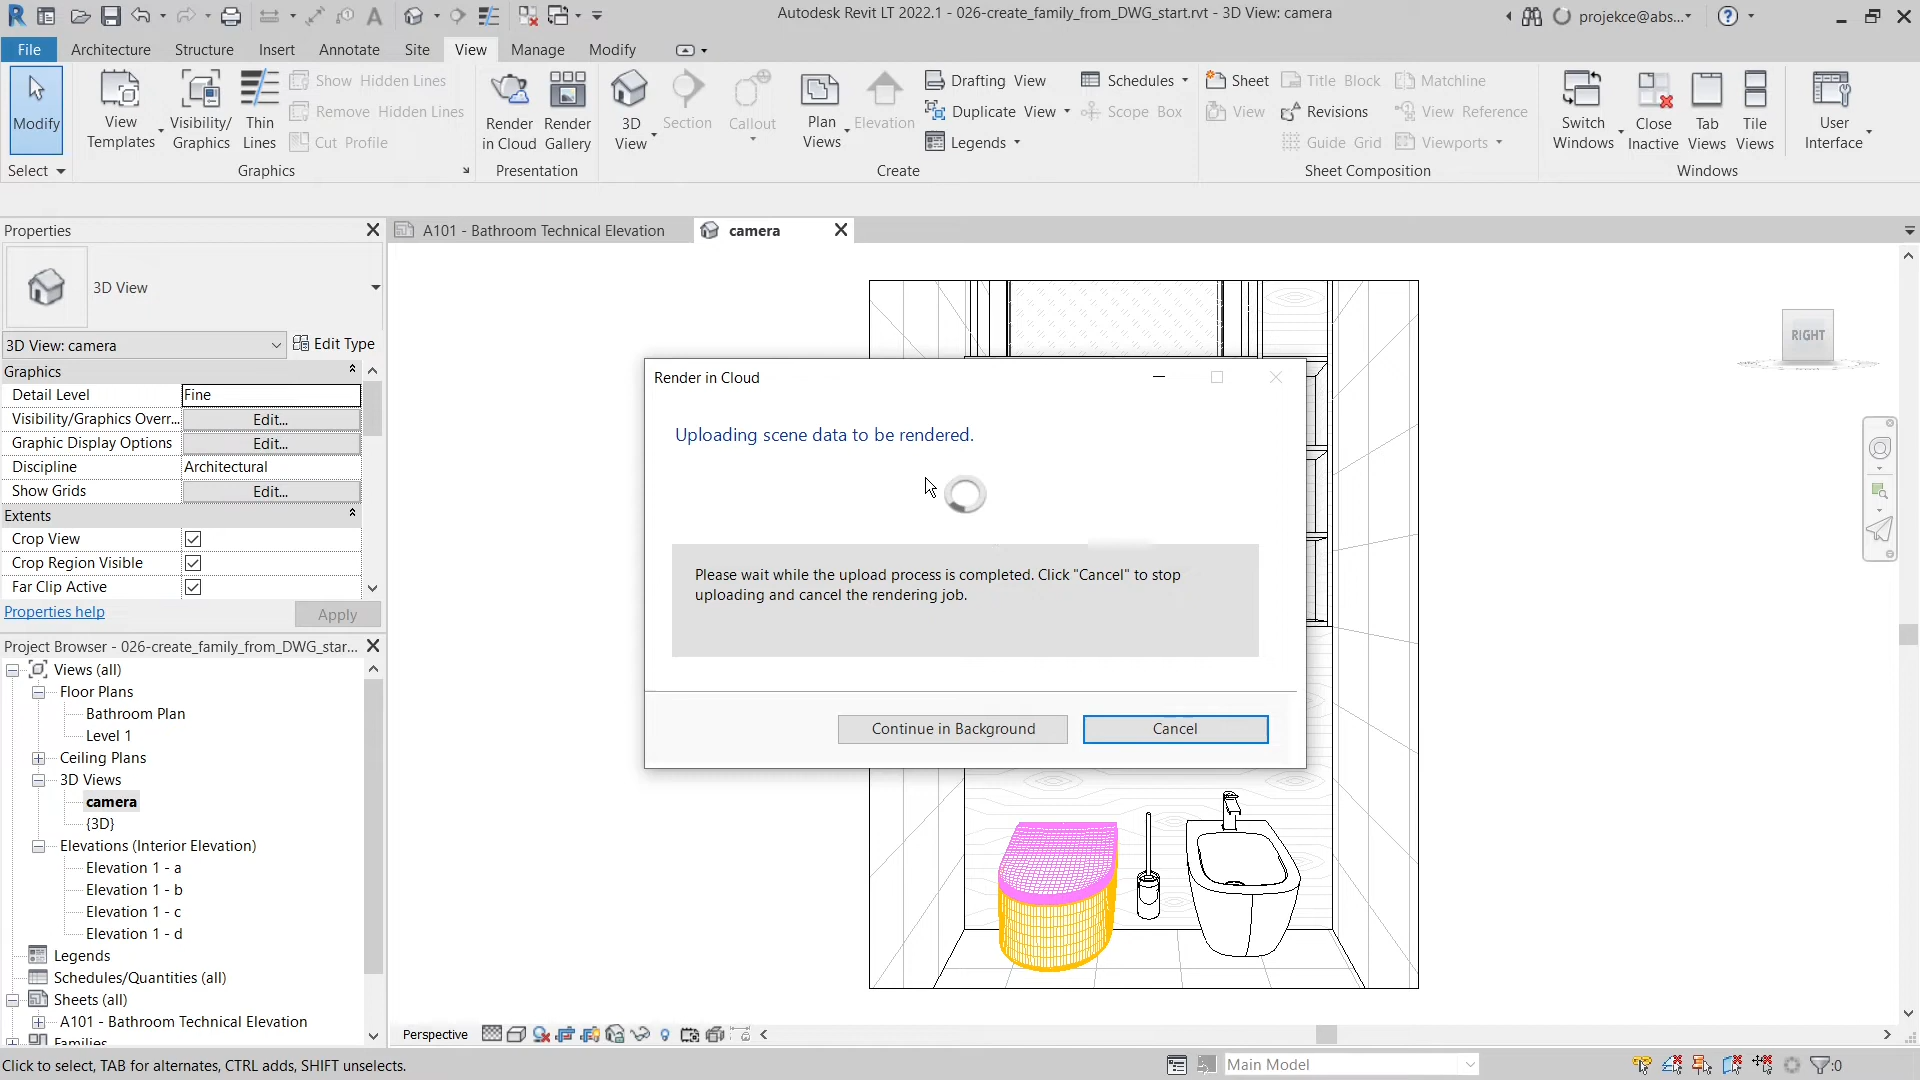 Autodesk Revit LT 2022.1 - 026-create_family_from_DWG_start.rvt - 3D View: camera
projekce@abs...
File Architecture Structure Insert Annotate Site View Manage Modify
Modify
View Templates
Visibility/ Graphics
Thin Lines
Show Hidden Lines
Remove Hidden Lines
Cut Profile
Render in Cloud
Render Gallery
3D View
Section
Callout
Plan Views
Elevation
Drafting View
Duplicate View
Legends
Schedules
Scope Box
Sheet
View
Title Block
Revisions
Guide Grid
Matchline
View Reference
Viewports
Switch Windows
Close Inactive
Tab Views
Tile Views
User Interface
Select
Graphics
Presentation
Create
Sheet Composition
Windows
Properties
A101 - Bathroom Technical Elevation
camera
3D View
3D View: camera
Edit Type
Graphics
Detail Level Fine
Visibility/Graphics Overr... Edit...
Graphic Display Options Edit...
Discipline Architectural
Show Grids Edit...
Extents
Crop View
Crop Region Visible
Far Clip Active
Properties help
Apply
Project Browser - 026-create_family_from_DWG_star...
Views (all)
Floor Plans
Bathroom Plan
Level 1
Ceiling Plans
3D Views
camera
{3D}
Elevations (Interior Elevation)
Elevation 1 - a
Elevation 1 - b
Elevation 1 - c
Elevation 1 - d
Legends
Schedules/Quantities (all)
Sheets (all)
A101 - Bathroom Technical Elevation
Families
RIGHT
Render in Cloud
Uploading scene data to be rendered.
Please wait while the upload process is completed. Click "Cancel" to stop
uploading and cancel the rendering job.
Continue in Background
Cancel
Perspective
Click to select, TAB for alternates, CTRL adds, SHIFT unselects.
Main Model
:0